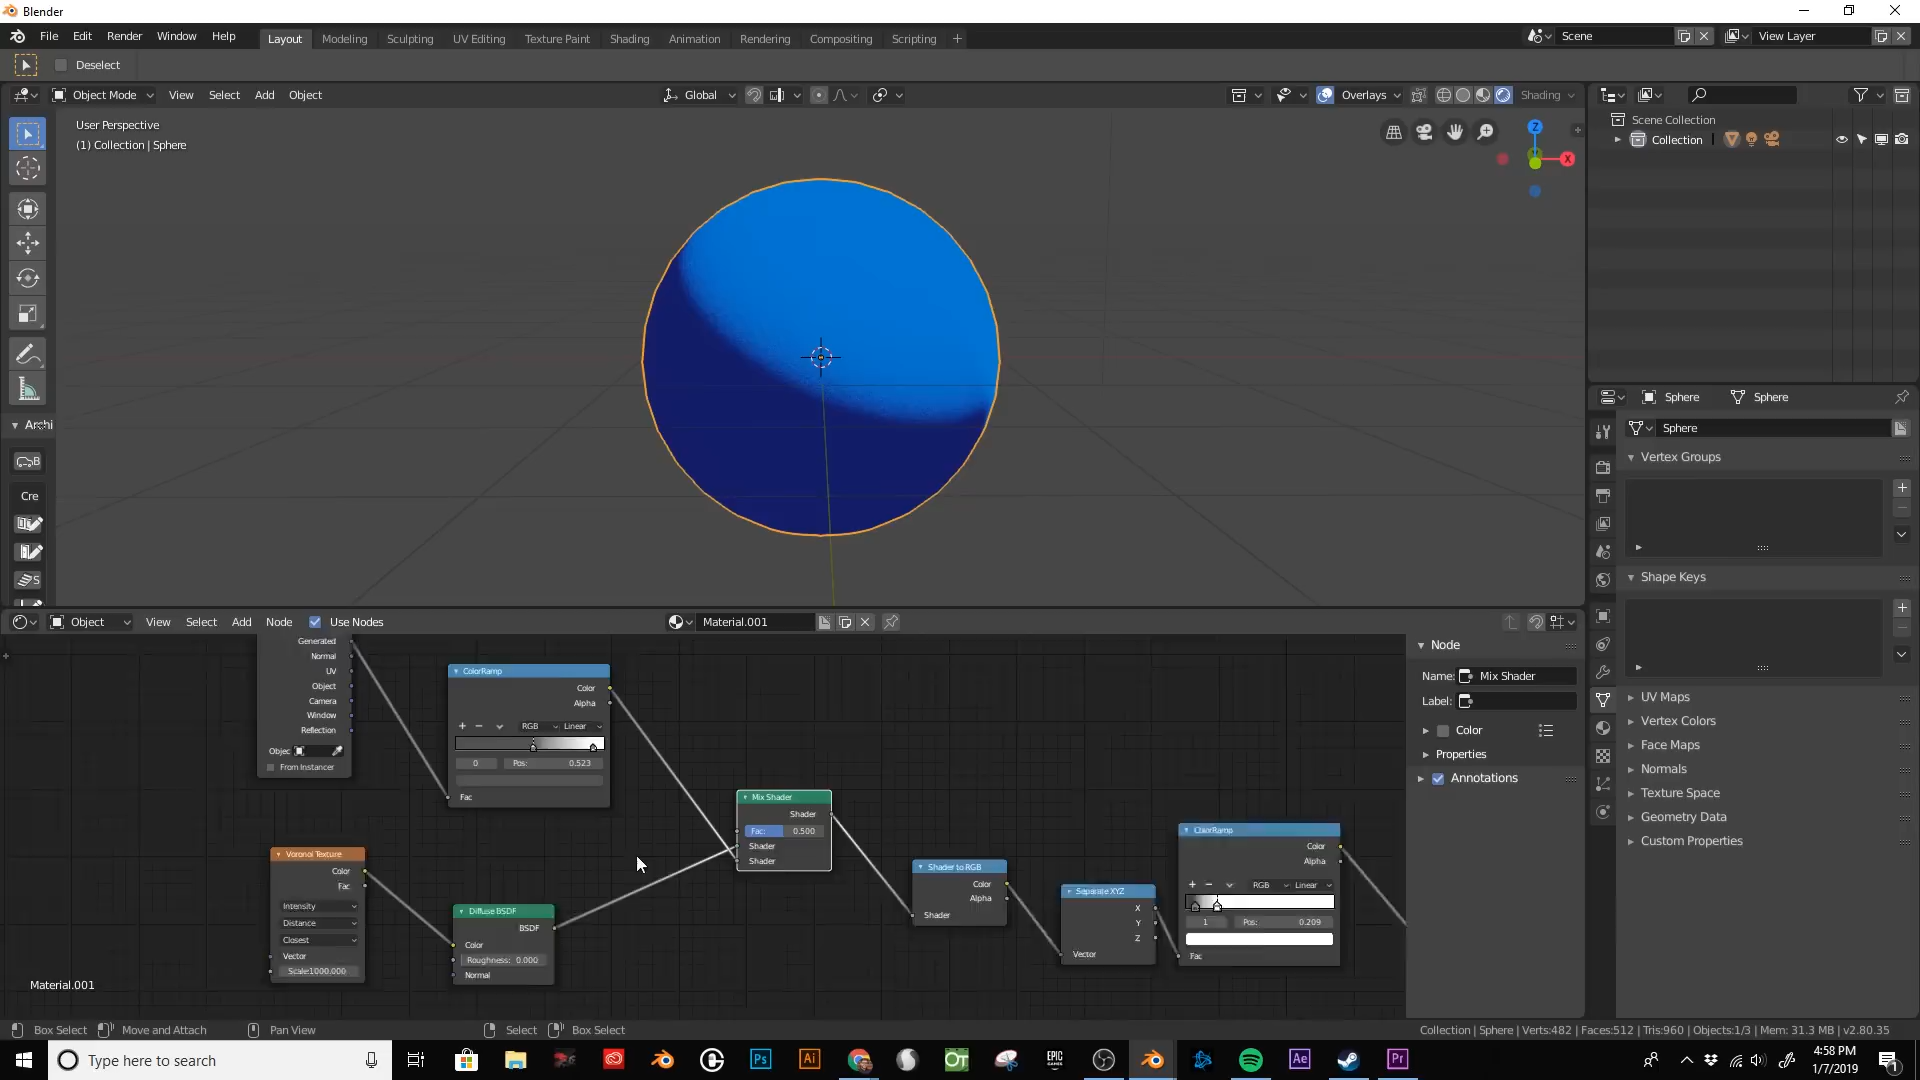 Blender
File Edit Render Window Help Layout Modeling Sculpting UV Editing Texture Paint Shading Animation Rendering Compositing Scripting + Scene View Layer
Deselect
Object Mode View Select Add Object Global Overlays Shading
User Perspective
(1) Collection | Sphere
Z
X
Scene Collection
Collection
Archi
B
Cre
S
Sphere Sphere
Sphere
Vertex Groups
Shape Keys
UV Maps
Vertex Colors
Face Maps
Normals
Texture Space
Geometry Data
Custom Properties
Object View Select Add Node Use Nodes Material.001
Generated
Normal
UV
Object
Camera
Window
Reflection
Objec
From Instancer
ColorRamp
Color
Alpha
RGB Linear
0 Pos: 0.523
Fac
Voronoi Texture
Color
Fac
Intensity
Distance
Closest
Vector
Scale:1000.000
Diffuse BSDF
BSDF
Color
Roughness: 0.000
Normal
Mix Shader
Shader
Fac: 0.500
Shader
Shader
Shader to RGB
Color
Alpha
Shader
Separate XYZ
X
Y
Z
Vector
ColorRamp
Color
Alpha
RGB Linear
1 Pos: 0.209
Fac
Node
Name: Mix Shader
Label:
Color
Properties
Annotations
Material.001
Box Select Move and Attach Pan View Select Box Select Collection | Sphere | Verts:482 | Faces:512 | Tris:960 | Objects:1/3 | Mem: 31.3 MB | v2.80.35
Type here to search Ps Ai OT EPIC GAMES Ae Pr 4:58 PM
1/7/2019
1